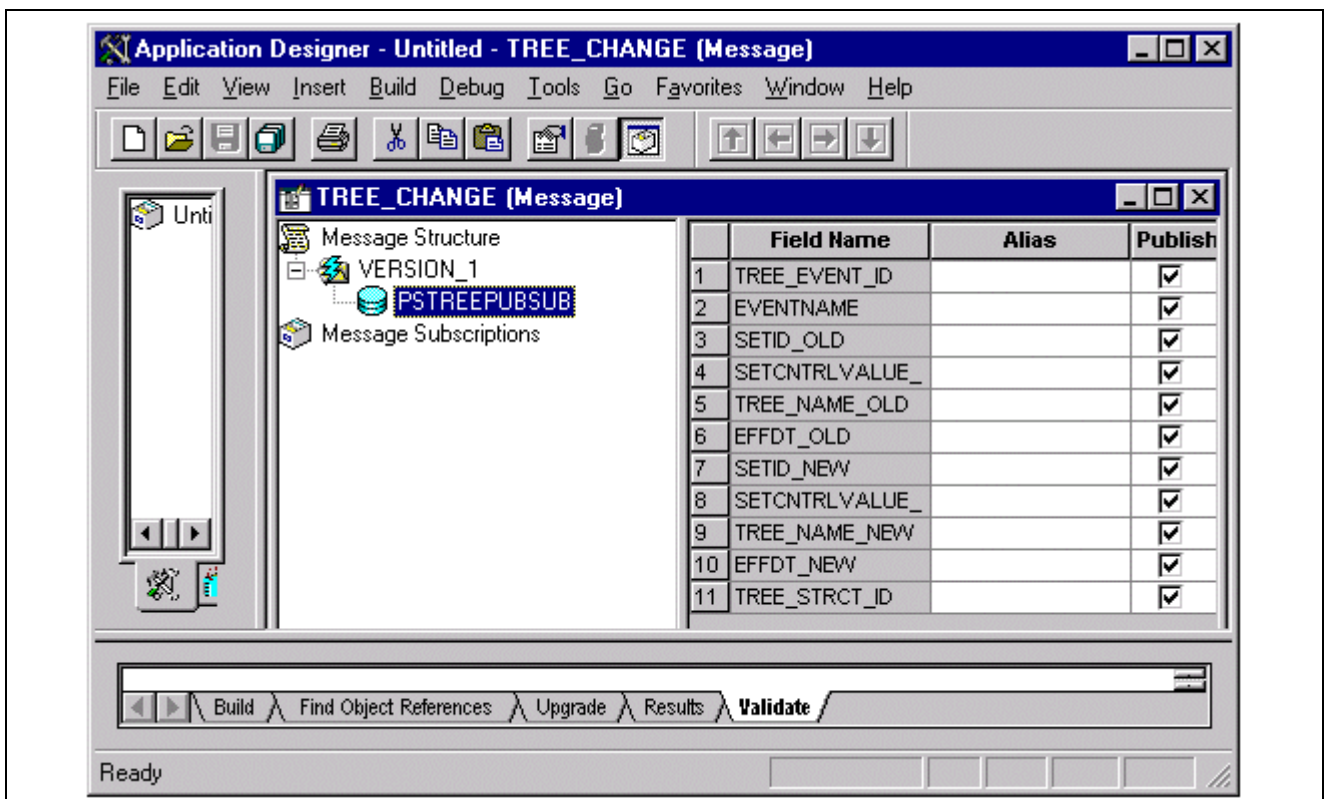 Application Designer - Untitled - TREE_CHANGE (Message)
File Edit View Insert Build Debug Tools Go Favorites Window Help
Unti
TREE_CHANGE (Message)
Message Structure
VERSION_1
PSTREEPUBSUB
Message Subscriptions
Field Name Alias Publish
1 TREE_EVENT_ID
2 EVENTNAME
3 SETID_OLD
4 SETCNTRLVALUE_
5 TREE_NAME_OLD
6 EFFDT_OLD
7 SETID_NEW
8 SETCNTRLVALUE_
9 TREE_NAME_NEW
10 EFFDT_NEW
11 TREE_STRCT_ID
Build Find Object References Upgrade Results Validate
Ready